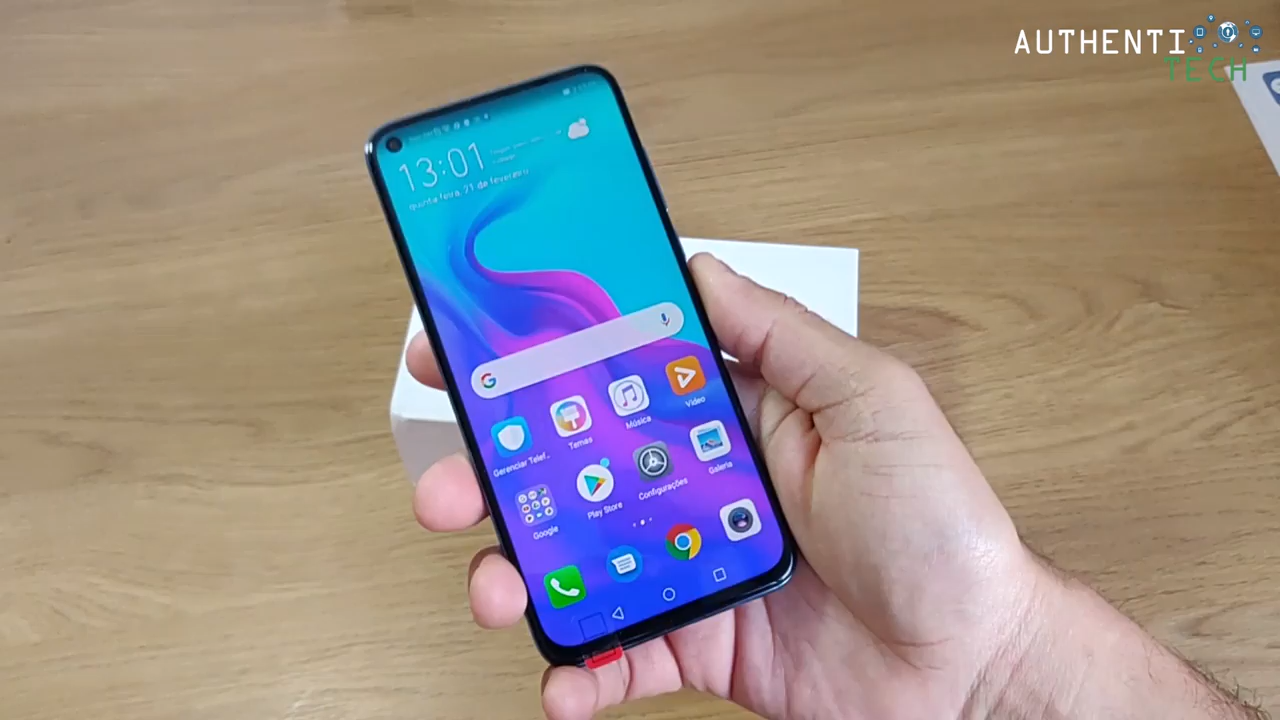 AUTHENTI
TECH
13:01
quinta-feira, 21 de fevereiro
Gerenciar Telef..
Temas
Música
Vídeo
Google
Play Store
Configurações
Galeria